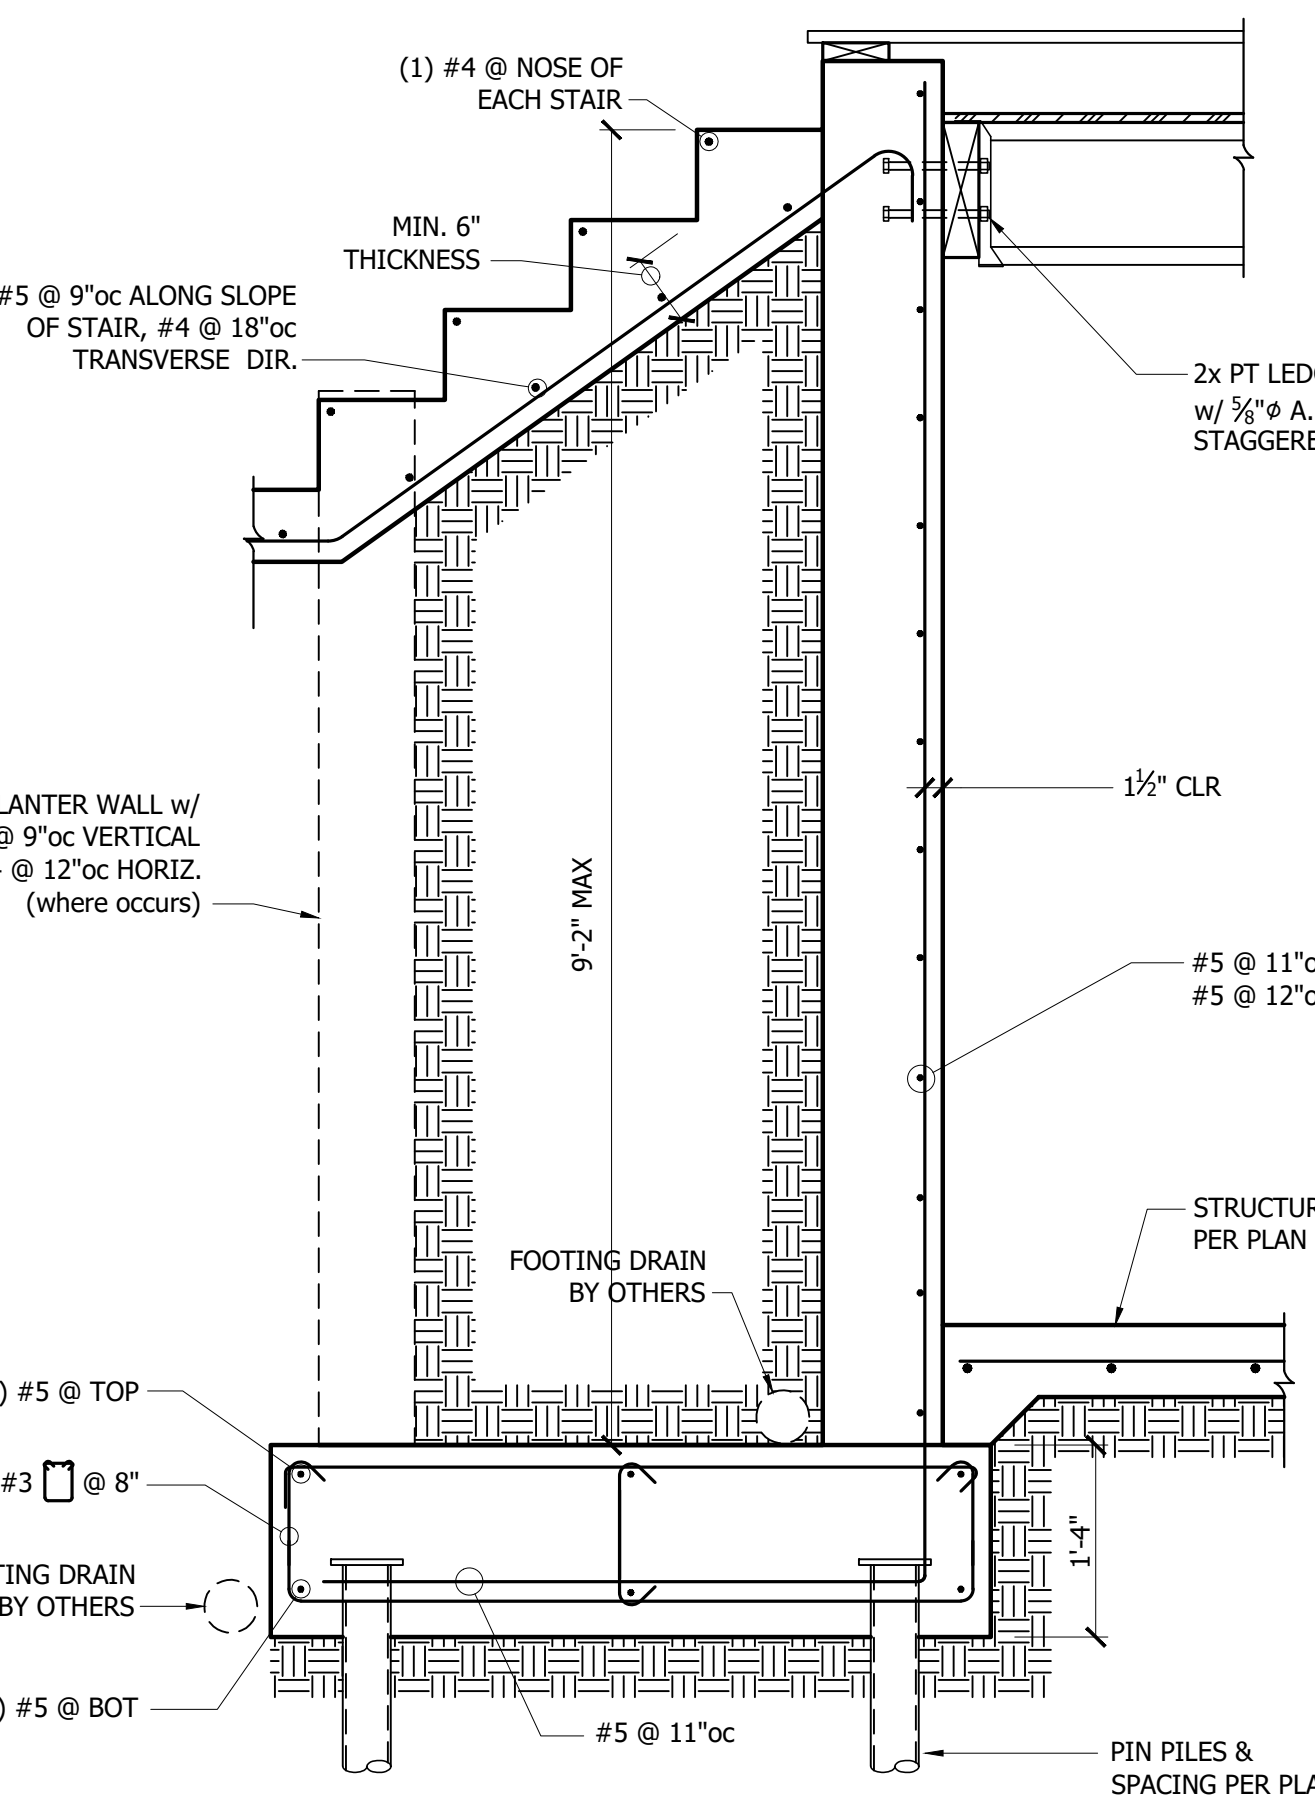 (1) #4 @ NOSE OF
EACH STAIR
MIN. 6"
THICKNESS
#5 @ 9"oc ALONG SLOPE
OF STAIR, #4 @ 18"oc
TRANSVERSE DIR.
w/ ⅝"φ A.
1½" CLR
LANTER WALL w/
@ 9"oc VERTICAL
@ 12"oc HORIZ.
(where occurs)
9'-2" MAX
#5 @ 11"o
#5 @ 12"o
STRUCTUR
PER PLAN
FOOTING DRAIN
BY OTHERS
) #5 @ TOP
#3 @ 8"
TING DRAIN
BY OTHERS
1'-4"
) #5 @ BOT
#5 @ 11"oc
PIN PILES &
SPACING PER PLA
2x PT LEDG
STAGGERE